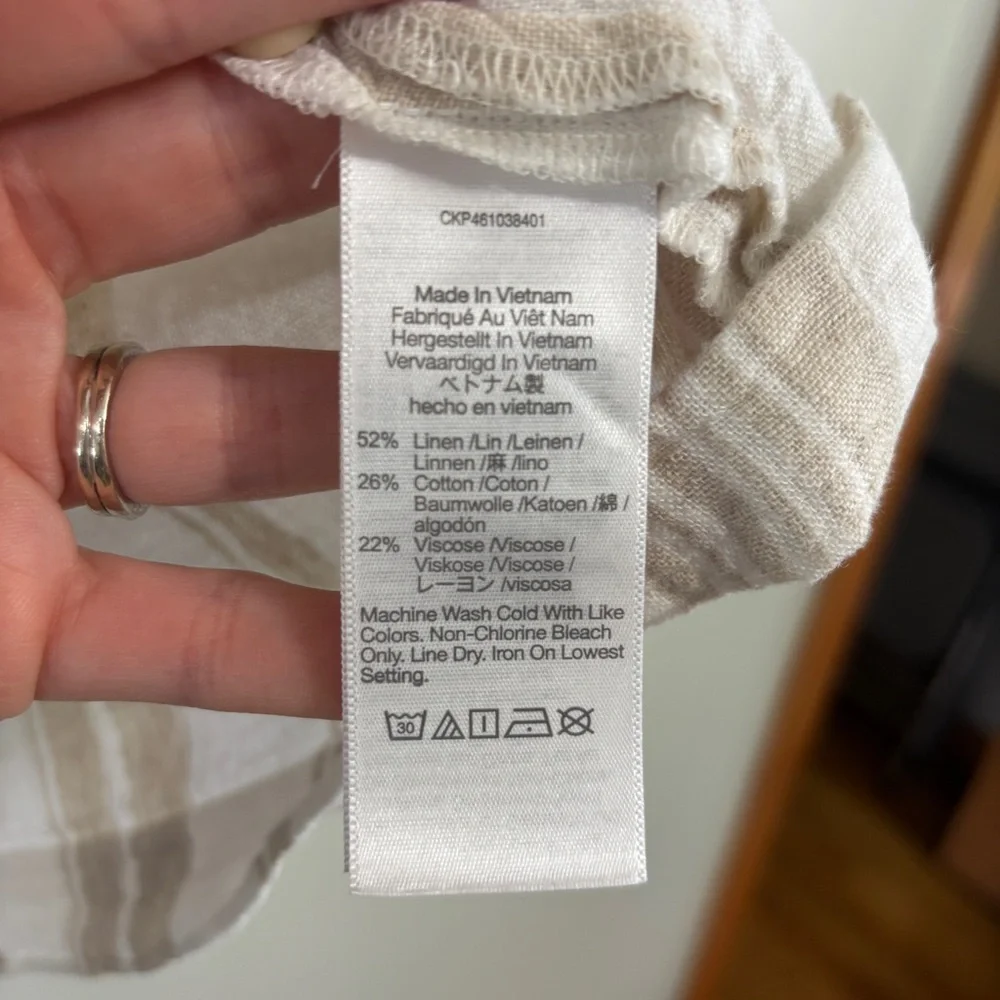 CKP461038401
Made In Vietnam
Fabriqué Au Viêt Nam
Hergestellt In Vietnam
Vervaardigd In Vietnam
ベトナム製
hecho en vietnam
52% Linen /Lin /Leinen /
Linnen /麻 /lino
26% Cotton /Coton /
Baumwolle /Katoen /綿 /
algodón
22% Viscose /Viscose /
Viskose /Viscose /
レーヨン /viscosa
Machine Wash Cold With Like
Colors. Non-Chlorine Bleach
Only. Line Dry. Iron On Lowest
Setting.
30